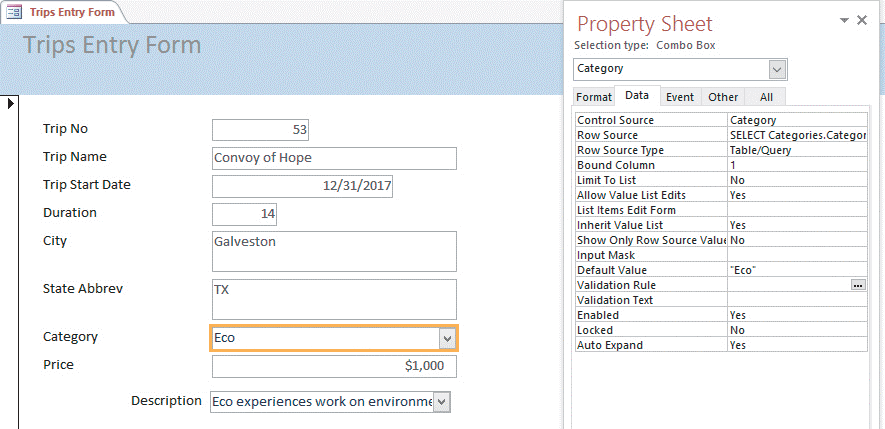 Trips Entry Form
Trips Entry Form
Trip No 53
Trip Name Convoy of Hope
Trip Start Date 12/31/2017
Duration 14
City Galveston
State Abbrev TX
Category Eco
Price $1,000
Description Eco experiences work on environme
Property Sheet
Selection type: Combo Box
Category
Format Data Event Other All
Control Source Category
Row Source SELECT Categories.Categor
Row Source Type Table/Query
Bound Column 1
Limit To List No
Allow Value List Edits Yes
List Items Edit Form
Inherit Value List Yes
Show Only Row Source Value No
Input Mask
Default Value "Eco"
Validation Rule ...
Validation Text
Enabled Yes
Locked No
Auto Expand Yes